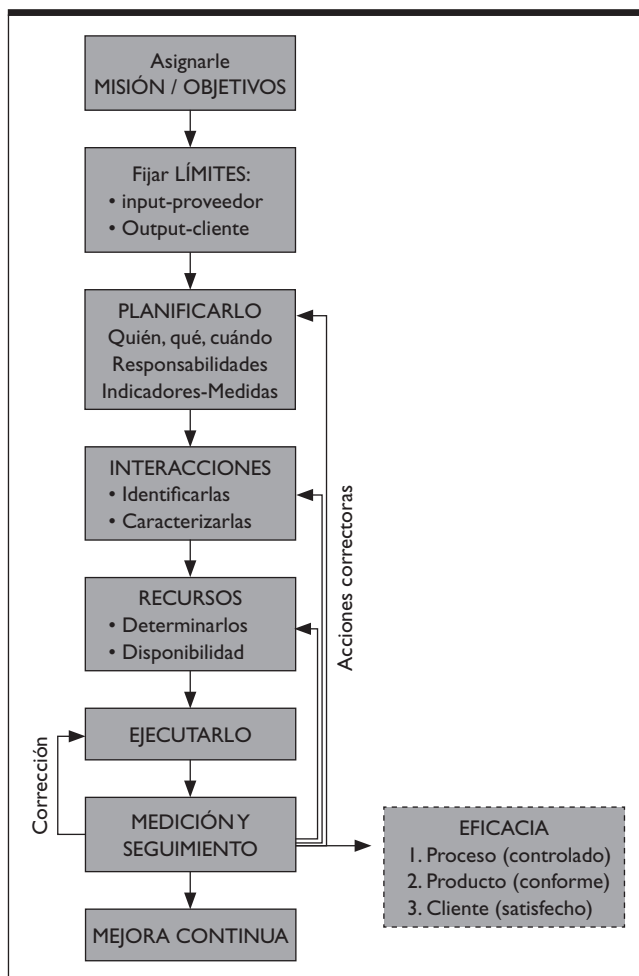 Asignarle
MISIÓN / OBJETIVOS
Fijar LÍMITES:
• input-proveedor
• Output-cliente
PLANIFICARLO
Quién, qué, cuándo
Responsabilidades
Indicadores-Medidas
INTERACCIONES
• Identificarlas
• Caracterizarlas
RECURSOS
• Determinarlos
• Disponibilidad
Acciones correctoras
EJECUTARLO
Corrección
MEDICIÓN Y
SEGUIMIENTO
EFICACIA
1. Proceso (controlado)
2. Producto (conforme)
3. Cliente (satisfecho)
MEJORA CONTINUA